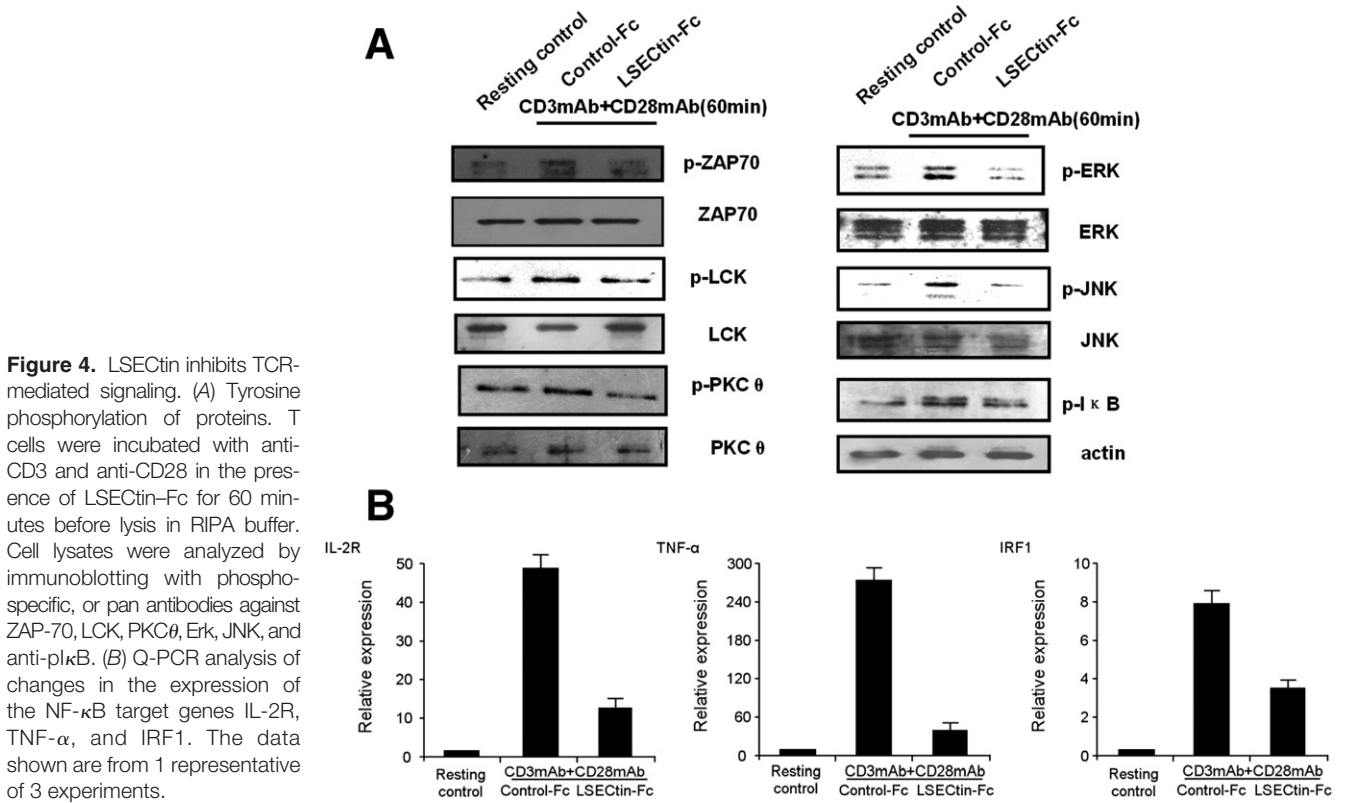 Figure 4. LSECtin inhibits TCR-
mediated signaling. (A) Tyrosine
phosphorylation of proteins. T
cells were incubated with anti-
CD3 and anti-CD28 in the pres-
ence of LSECtin–Fc for 60 min-
utes before lysis in RIPA buffer.
Cell lysates were analyzed by
immunoblotting with phospho-
specific, or pan antibodies against
ZAP-70, LCK, PKCθ, Erk, JNK, and
anti-pIκB. (B) Q-PCR analysis of
changes in the expression of
the NF-κB target genes IL-2R,
TNF-α, and IRF1. The data
shown are from 1 representative
of 3 experiments.
A
Resting control
Control-Fc
LSECtin-Fc
CD3mAb+CD28mAb(60min)
p-ZAP70
ZAP70
p-LCK
LCK
p-PKC θ
PKC θ
Resting control
Control-Fc
LSECtin-Fc
CD3mAb+CD28mAb(60min)
p-ERK
ERK
p-JNK
JNK
p-I κ B
actin
B
IL-2R
Relative expression
50
40
30
20
10
0
Resting
control
CD3mAb+CD28mAb
Control-Fc LSECtin-Fc
TNF-α
Relative expression
300
240
180
120
60
0
Resting
control
CD3mAb+CD28mAb
Control-Fc LSECtin-Fc
IRF1
Relative expression
10
8
6
4
2
0
Resting
control
CD3mAb+CD28mAb
Control-Fc LSECtin-Fc